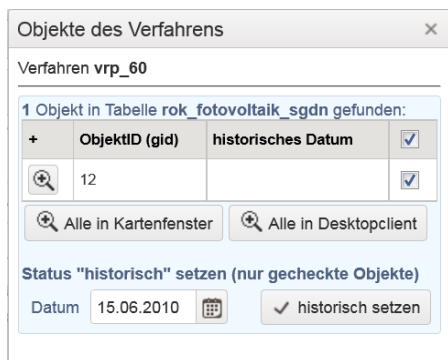 Objekte des Verfahrens ×
Verfahren vrp_60
1 Objekt in Tabelle rok_fotovoltaik_sgdn gefunden:
+ ObjektID (gid) historisches Datum
12
Alle in Kartenfenster Alle in Desktopclient
Status "historisch" setzen (nur gecheckte Objekte)
Datum 15.06.2010 historisch setzen